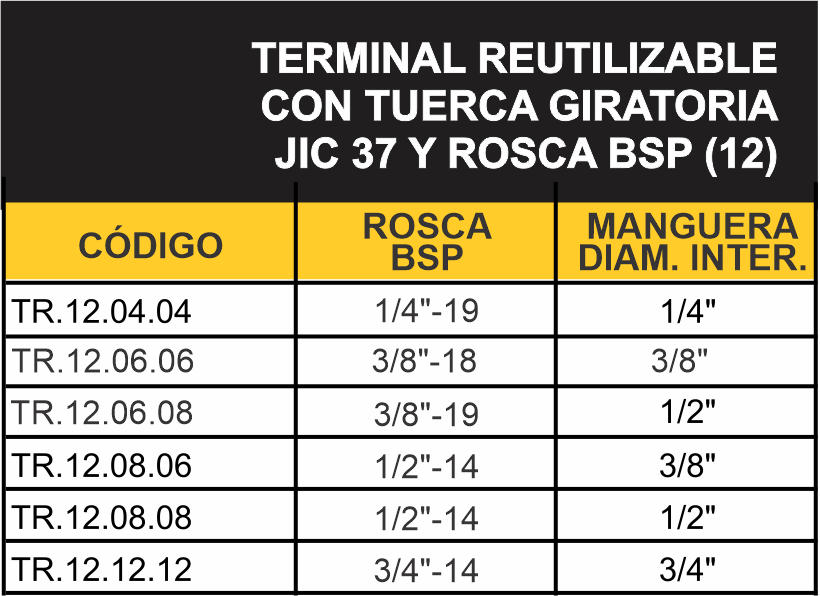 TERMINAL REUTILIZABLE
CON TUERCA GIRATORIA
JIC 37 Y ROSCA BSP (12)
CÓDIGO
ROSCA
BSP
MANGUERA
DIAM. INTER.
TR.12.04.04 1/4"-19 1/4"
TR.12.06.06 3/8"-18 3/8"
TR.12.06.08 3/8"-19 1/2"
TR.12.08.06 1/2"-14 3/8"
TR.12.08.08 1/2"-14 1/2"
TR.12.12.12 3/4"-14 3/4"